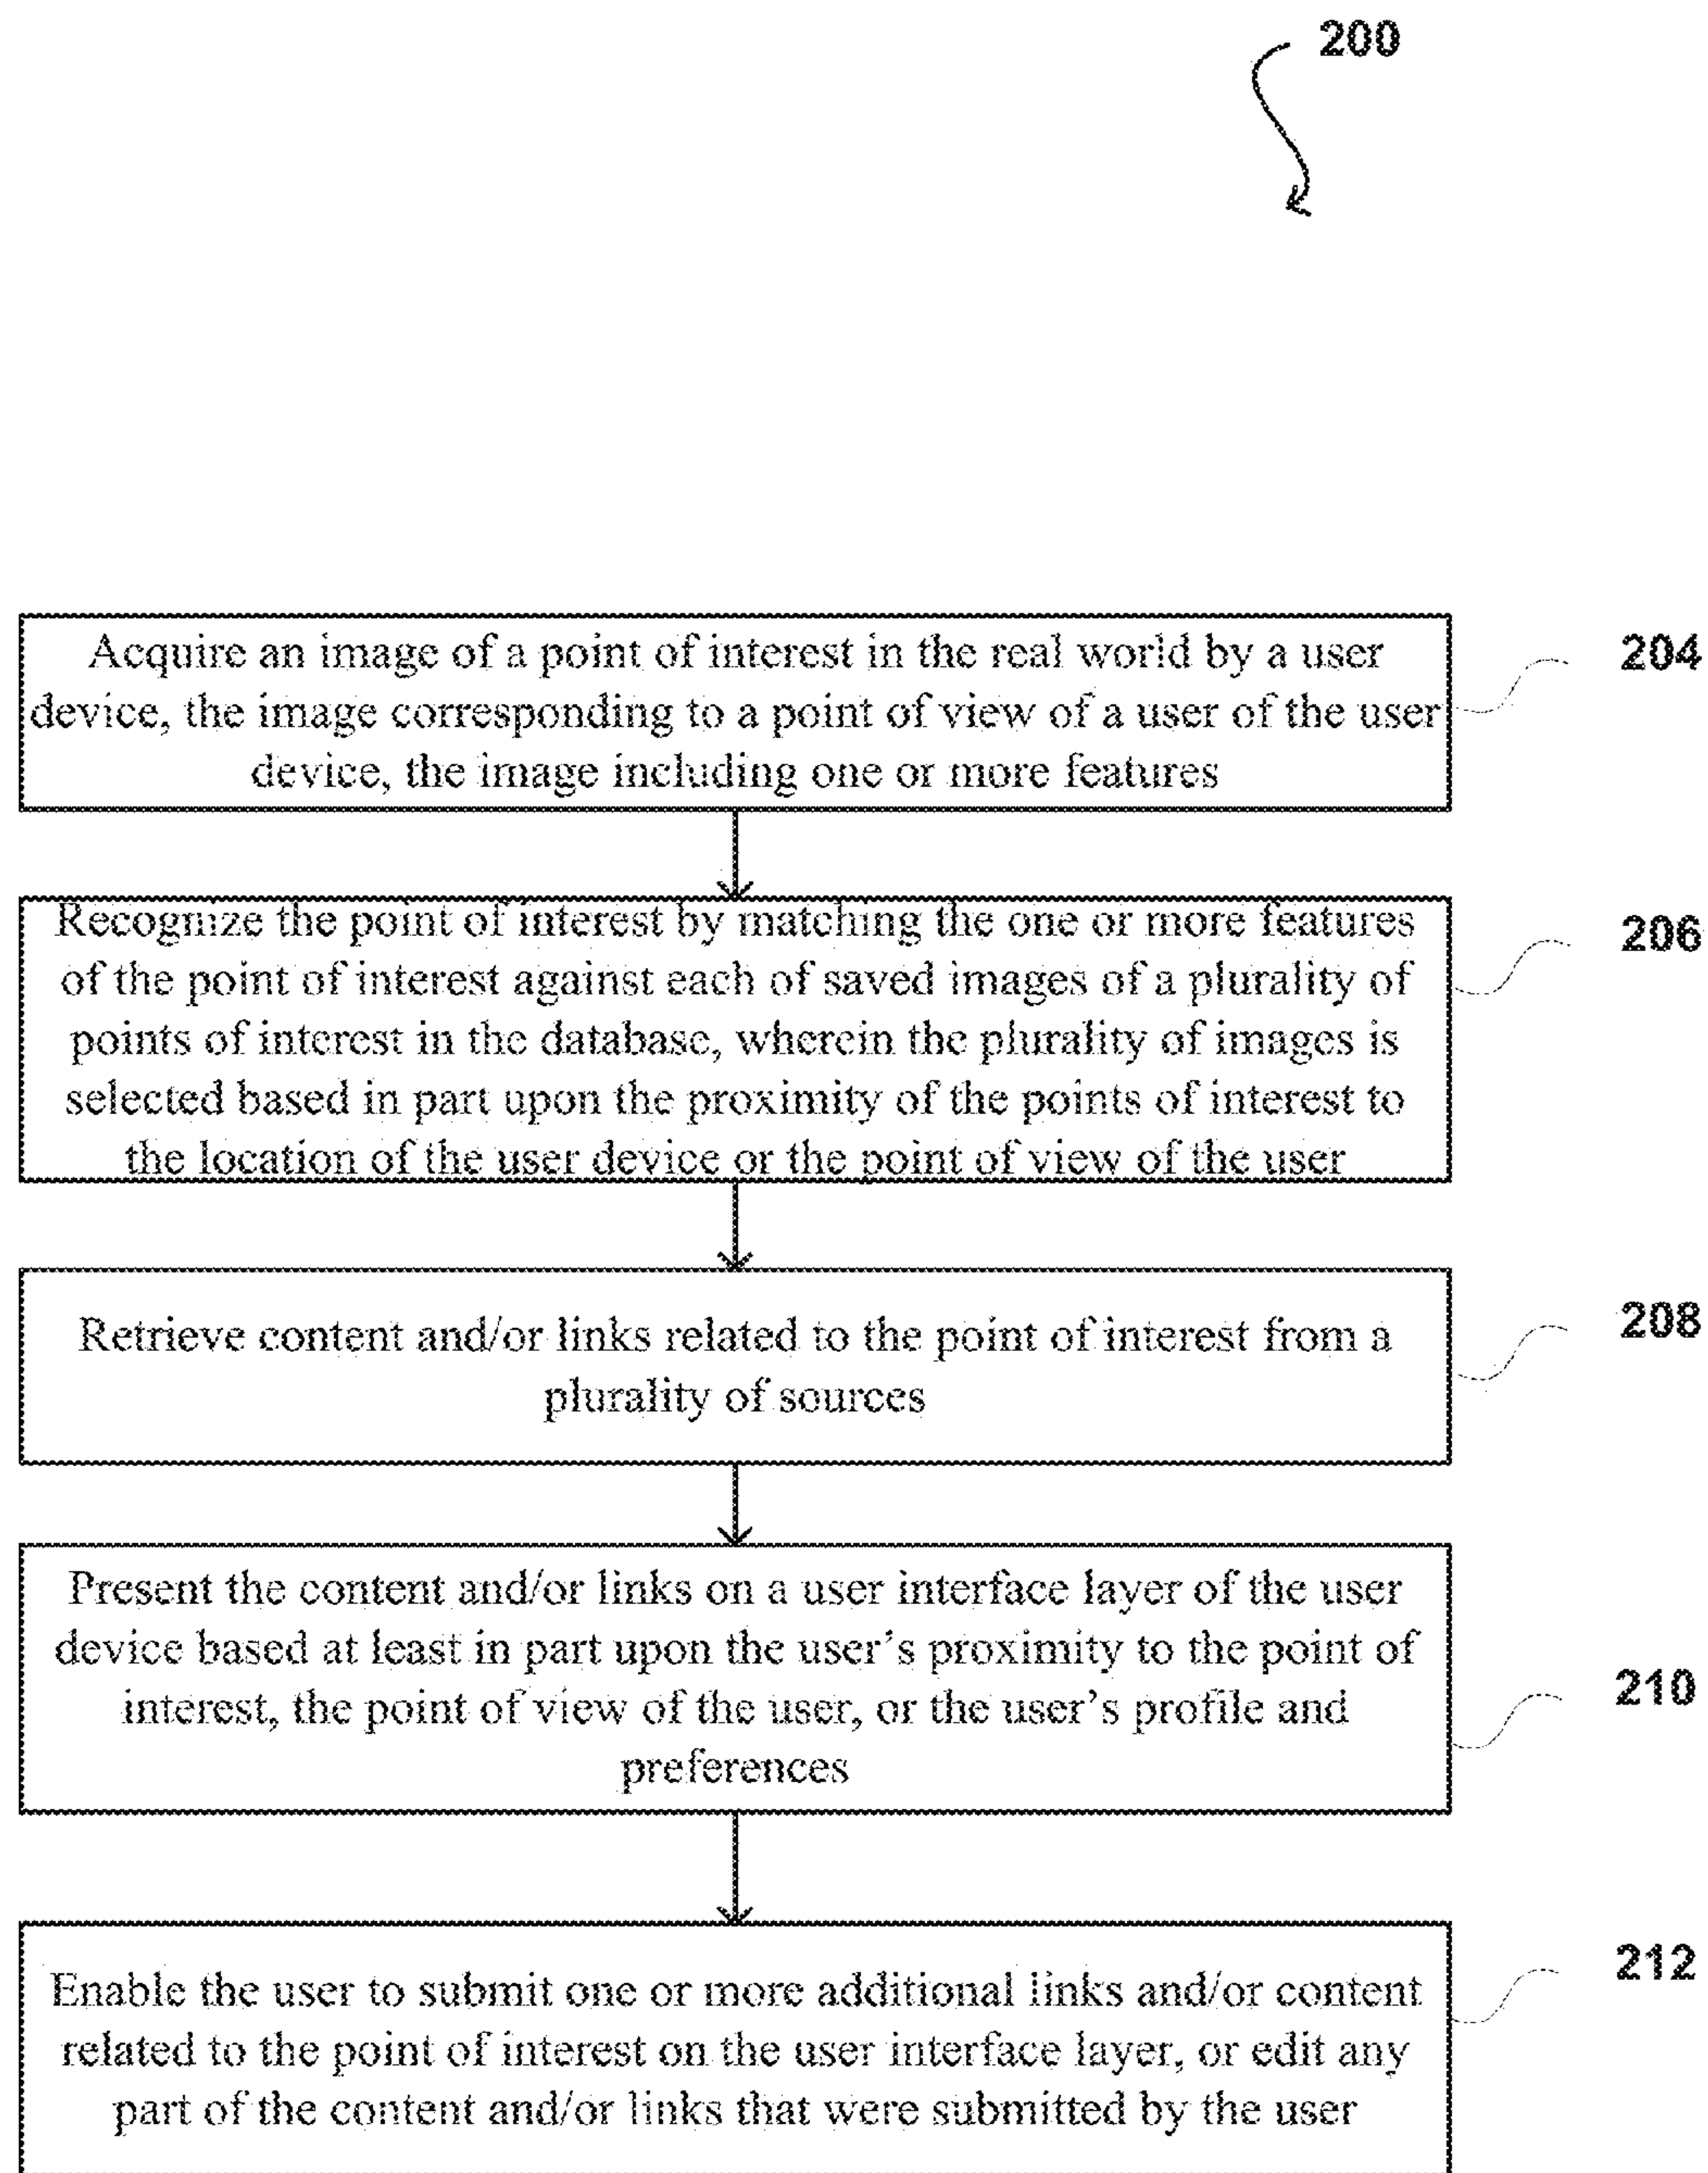 200
Acquire an image of a point of interest in the real world by a user
device, the image corresponding to a point of view of a user of the user
device, the image including one or more features
204
Recognize the point of interest by matching the one or more features
of the point of interest against each of saved images of a plurality of
points of interest in the database, wherein the plurality of images is
selected based in part upon the proximity of the points of interest to
the location of the user device or the point of view of the user
206
Retrieve content and/or links related to the point of interest from a
plurality of sources
208
Present the content and/or links on a user interface layer of the user
device based at least in part upon the user's proximity to the point of
interest, the point of view of the user, or the user's profile and
preferences
210
Enable the user to submit one or more additional links and/or content
related to the point of interest on the user interface layer, or edit any
part of the content and/or links that were submitted by the user
212